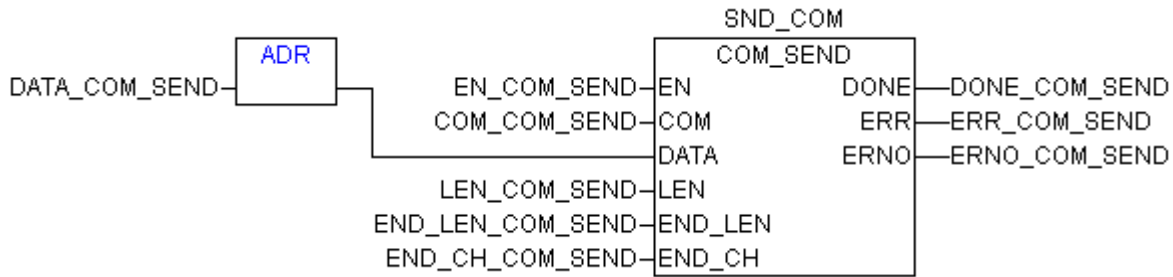 SND_COM
ADR
COM_SEND
DATA_COM_SEND
EN_COM_SEND EN DONE DONE_COM_SEND
COM_COM_SEND COM ERR ERR_COM_SEND
DATA ERNO ERNO_COM_SEND
LEN_COM_SEND LEN
END_LEN_COM_SEND END_LEN
END_CH_COM_SEND END_CH